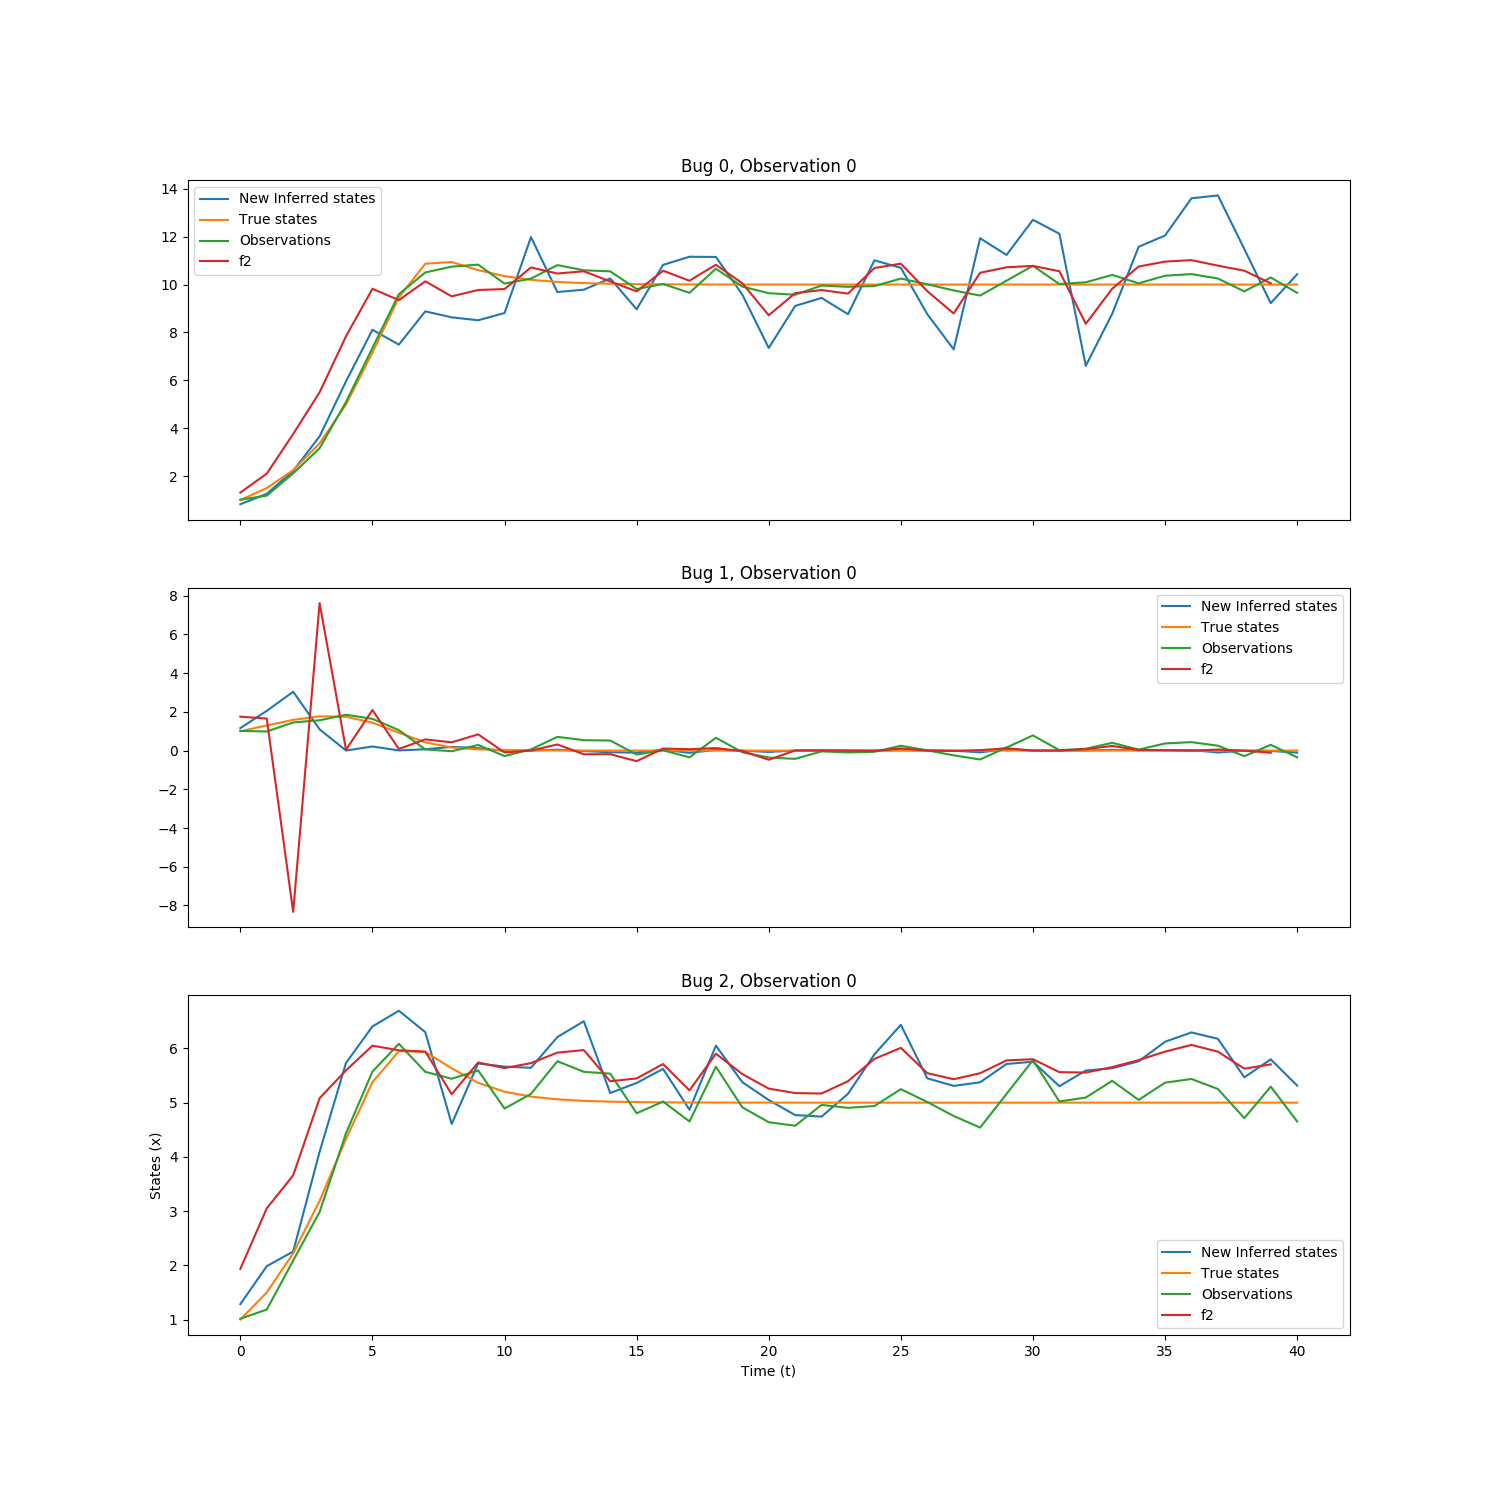 Bug 0, Observation 0
14
12
10
8
6
4
2
New Inferred states
True states
Observations
f2
Bug 1, Observation 0
8
6
4
2
0
−2
−4
−6
−8
New Inferred states
True states
Observations
f2
Bug 2, Observation 0
6
5
4
3
2
1
States (x)
New Inferred states
True states
Observations
f2
0 5 10 15 20 25 30 35 40
Time (t)